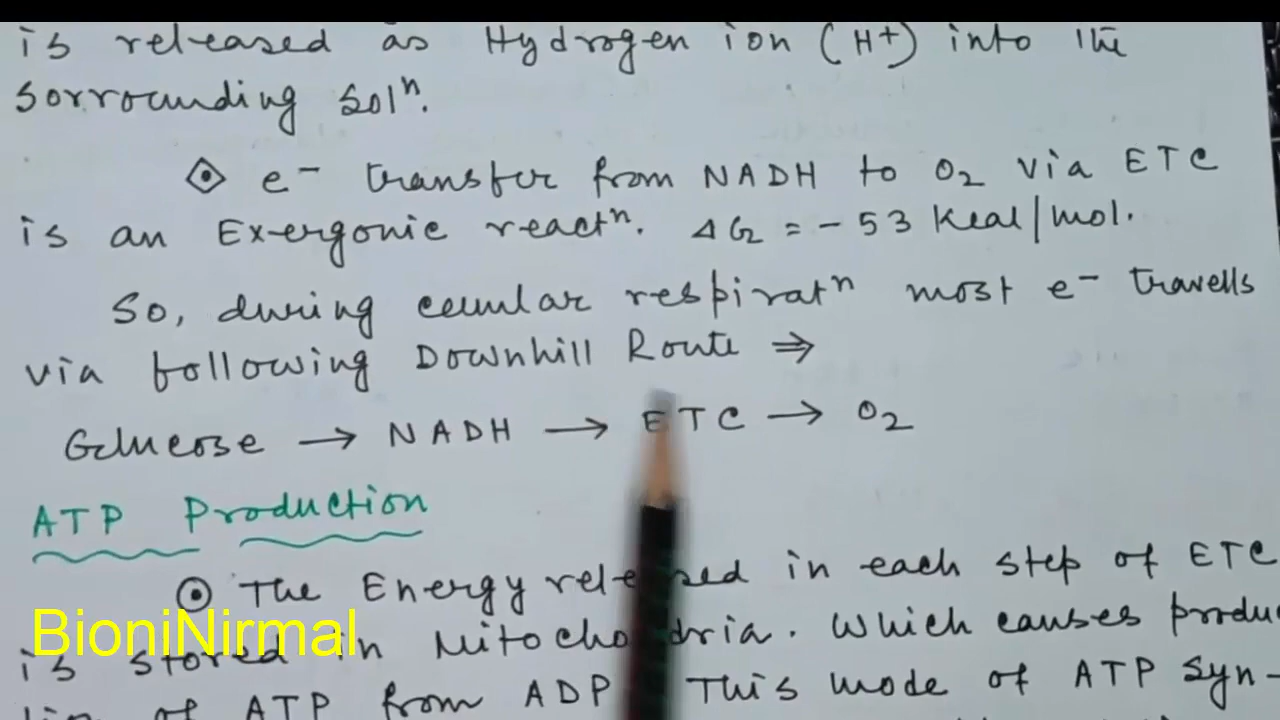 is released as Hydrogen ion (H+) into the
sorrounding solⁿ.
e⁻ transfer from NADH to O₂ via ETC
is an Exergonic reactⁿ. ΔG = -53 Kcal/mol.
So, during cellular respiratⁿ most e⁻ travells
via following Downhill Route ⇒
Glucose → NADH → ETC → O₂
ATP Production
The Energy released in each step of ETC
is stored in Mitochondria. Which causes produc
tion of ATP from ADP. This mode of ATP Syn-
BioniNirmal